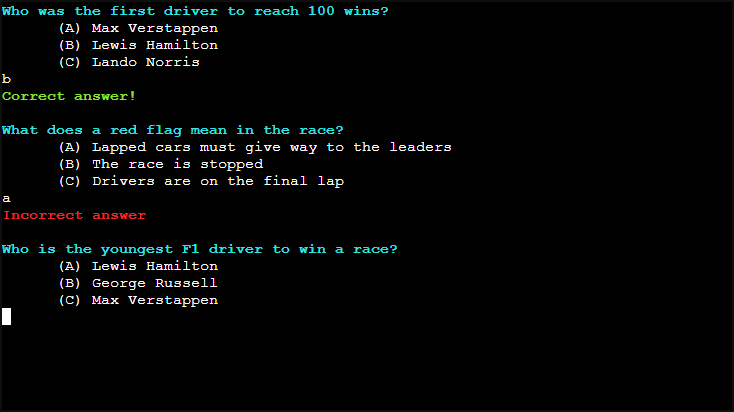 Who was the first driver to reach 100 wins?
(A) Max Verstappen
(B) Lewis Hamilton
(C) Lando Norris
b
Correct answer!
What does a red flag mean in the race?
(A) Lapped cars must give way to the leaders
(B) The race is stopped
(C) Drivers are on the final lap
a
Incorrect answer
Who is the youngest F1 driver to win a race?
(A) Lewis Hamilton
(B) George Russell
(C) Max Verstappen